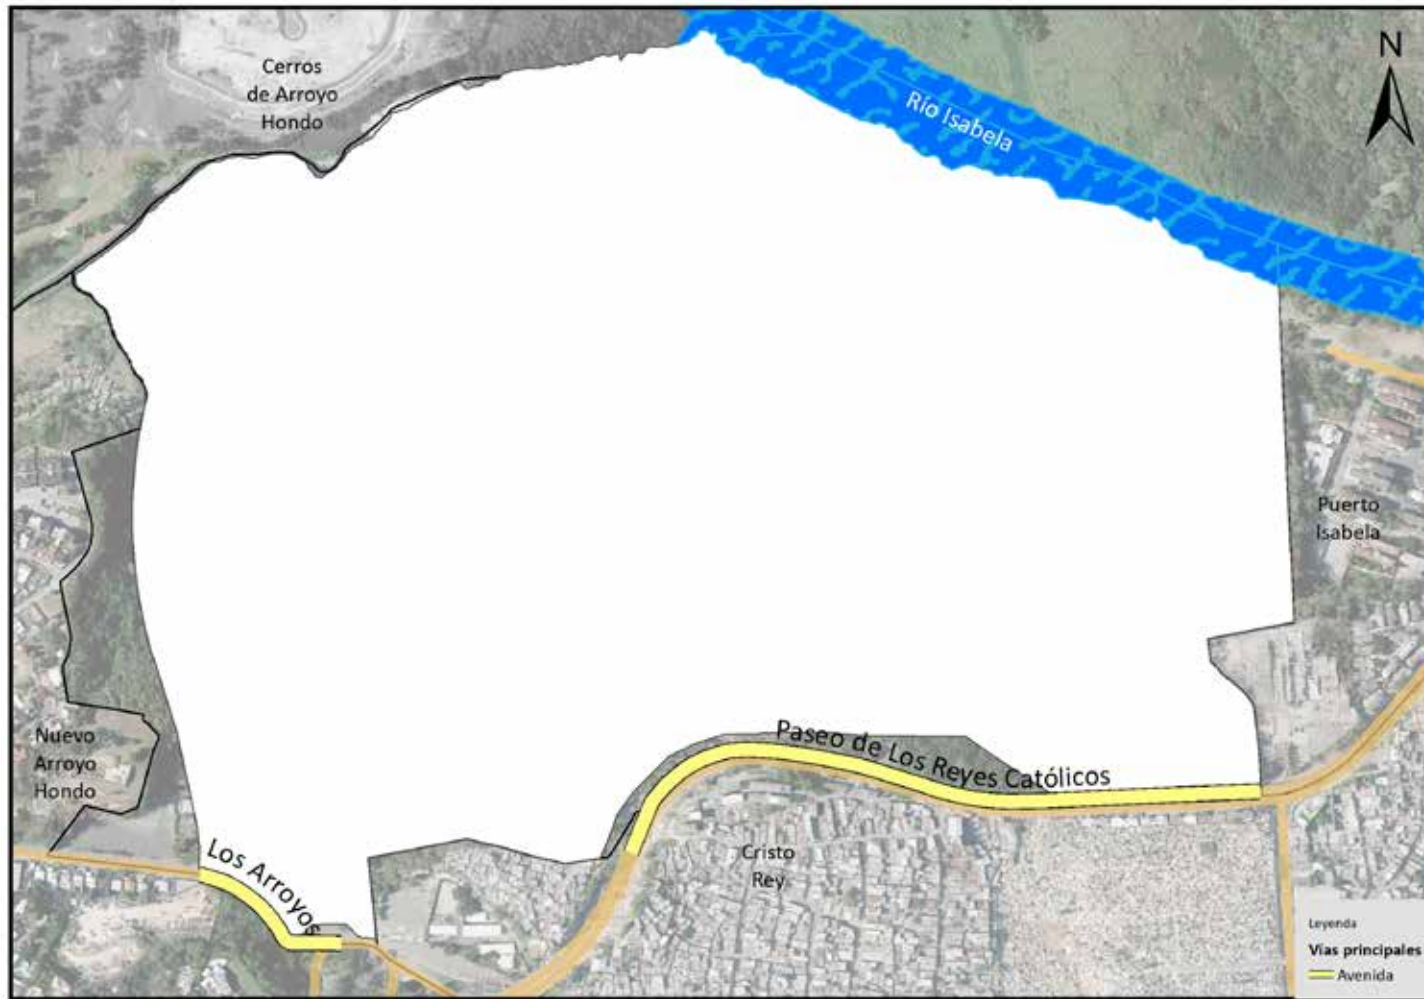 N
Cerros
de Arroyo
Hondo
Río Isabela
Puerto
Isabela
Nuevo
Arroyo
Hondo
Paseo de Los Reyes Católicos
Los Arroyos
Cristo
Rey
Leyenda
Vías principales
Avenida